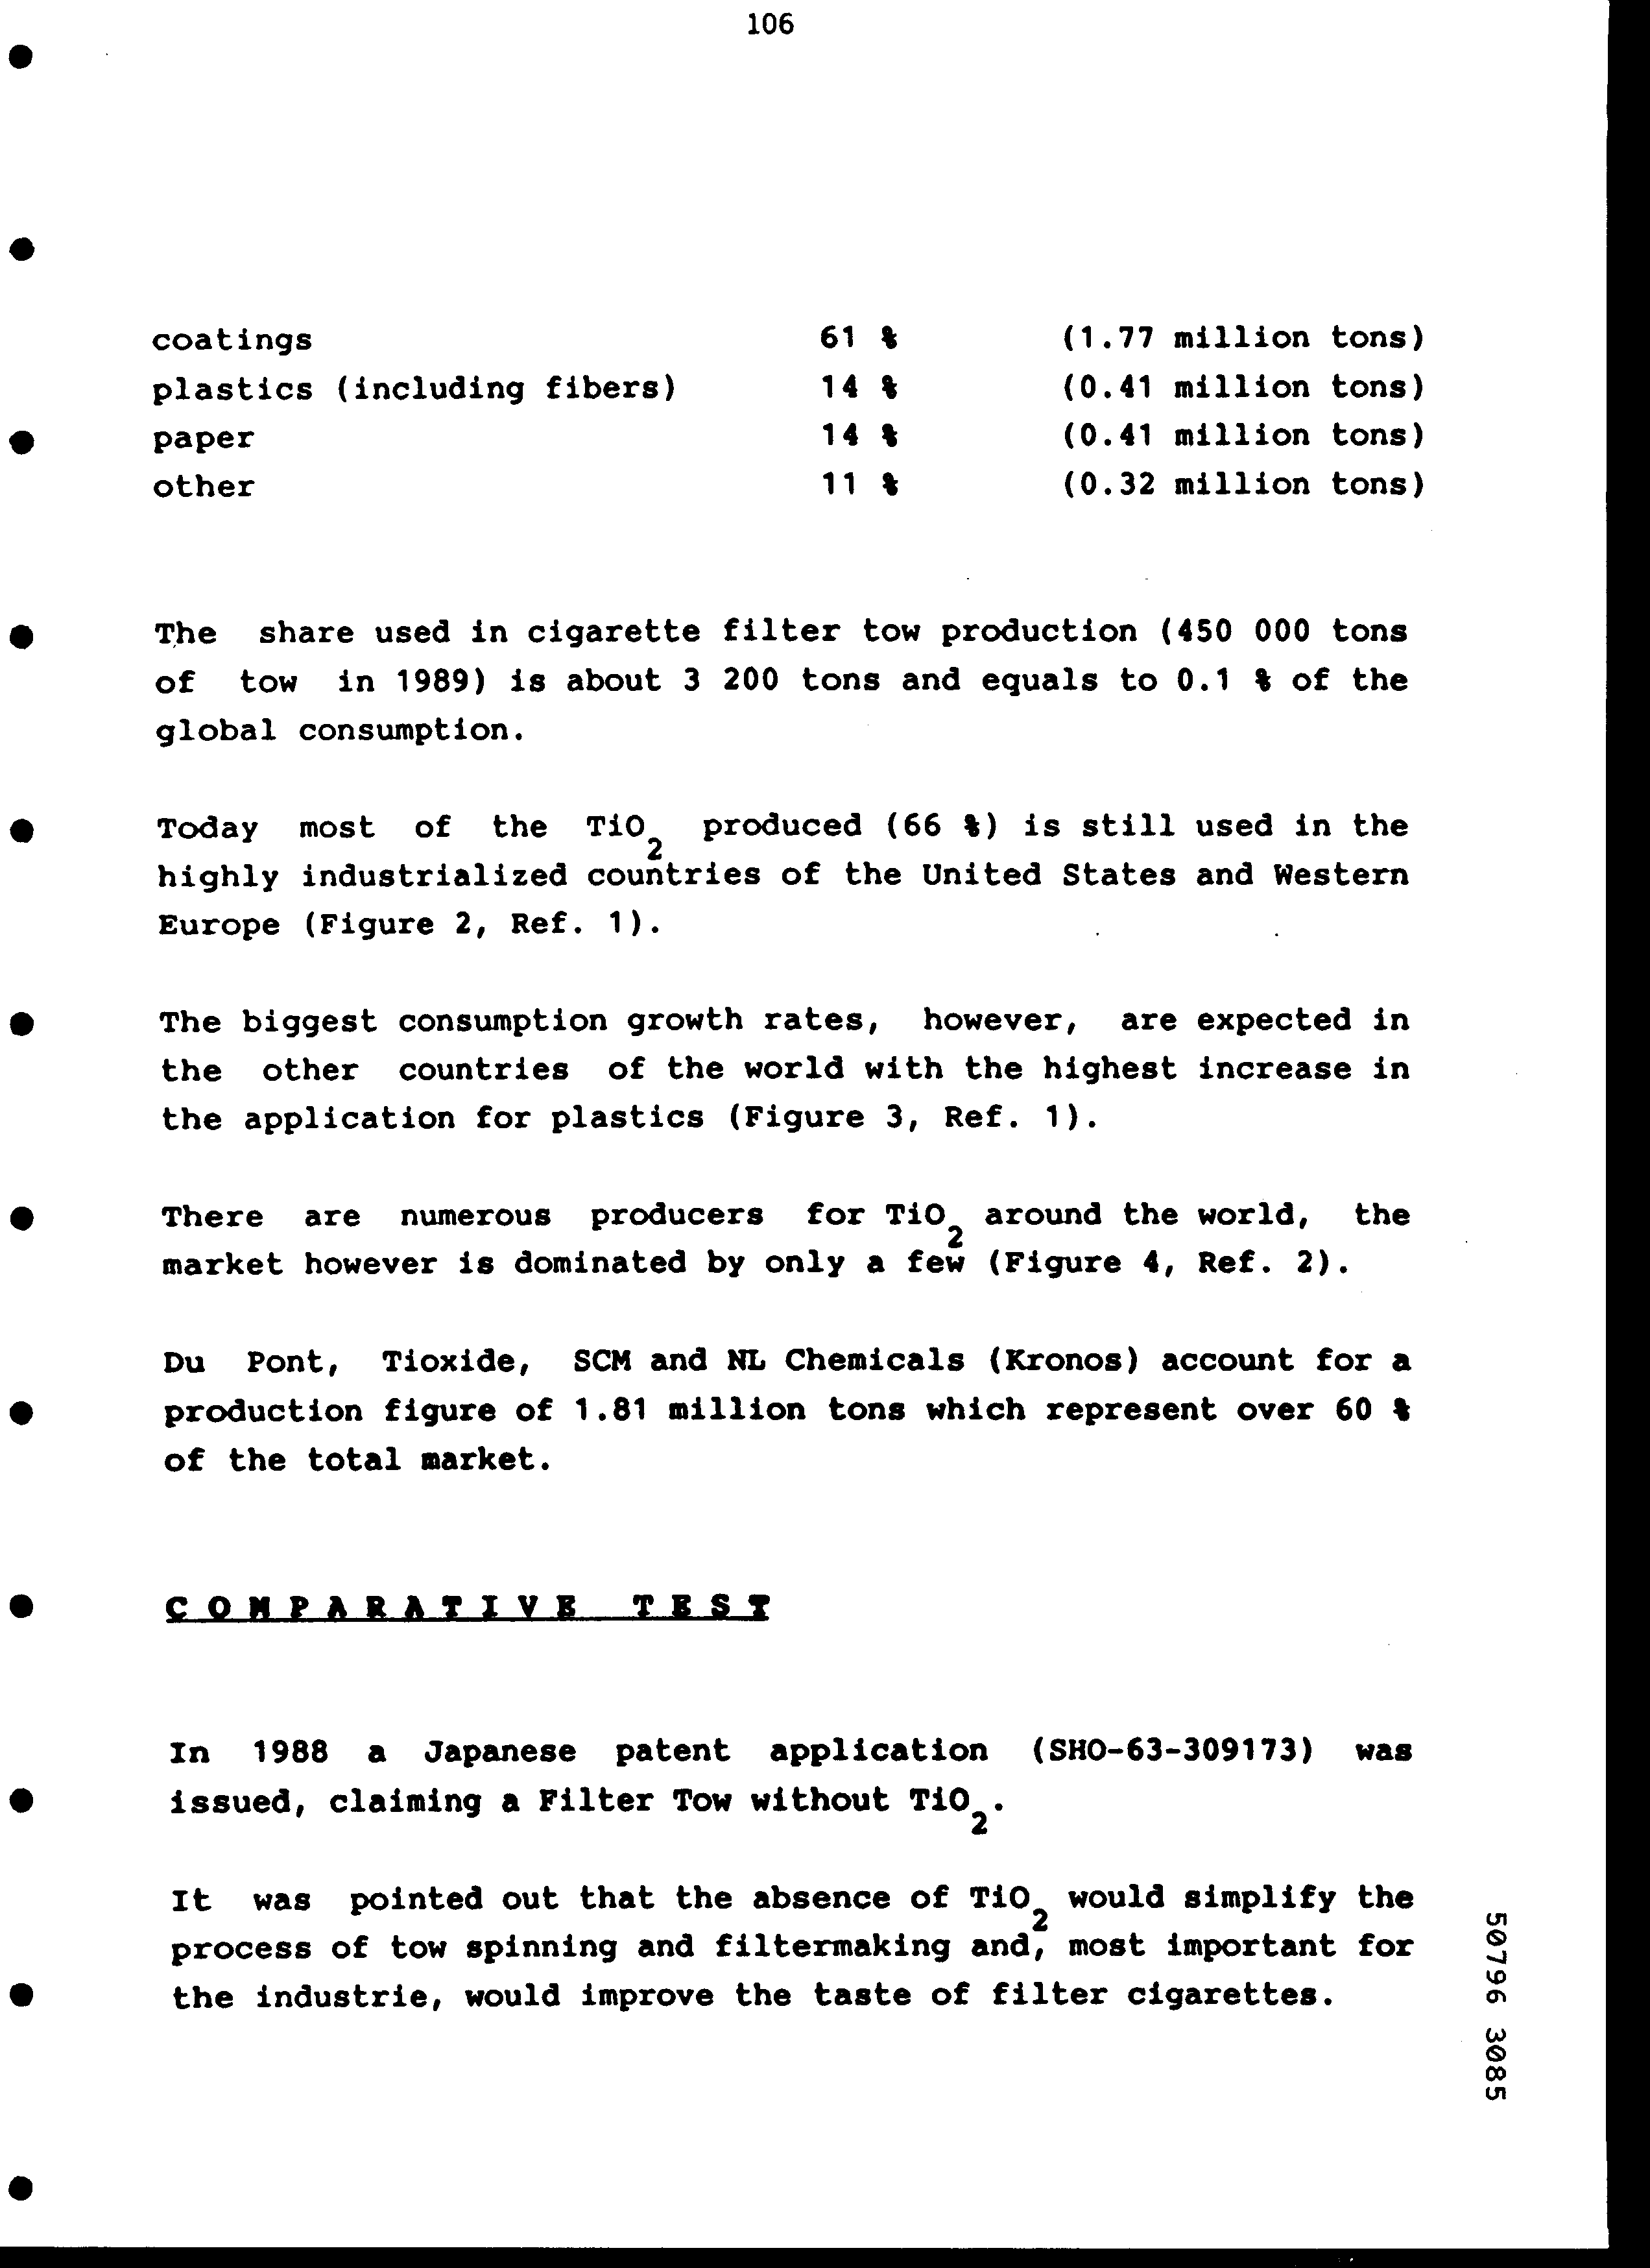 106
coatings 61 % (1.77 million tons)
plastics (including fibers) 14 % (0.41 million tons)
paper 14 % (0.41 million tons)
other 11 % (0.32 million tons)
The share used in cigarette filter tow production (450 000 tons
of tow in 1989) is about 3 200 tons and equals to 0.1 % of the
global consumption.
Today most of the TiO2 produced (66 %) is still used in the
highly industrialized countries of the United States and Western
Europe (Figure 2, Ref. 1).
The biggest consumption growth rates, however, are expected in
the other countries of the world with the highest increase in
the application for plastics (Figure 3, Ref. 1).
There are numerous producers for TiO2 around the world, the
market however is dominated by only a few (Figure 4, Ref. 2).
Du Pont, Tioxide, SCM and NL Chemicals (Kronos) account for a
production figure of 1.81 million tons which represent over 60 %
of the total market.
COMPARATIVE TEST
In 1988 a Japanese patent application (SHO-63-309173) was
issued, claiming a Filter Tow without TiO2.
It was pointed out that the absence of TiO2 would simplify the
process of tow spinning and filtermaking and, most important for
the industrie, would improve the taste of filter cigarettes.
50796 3085